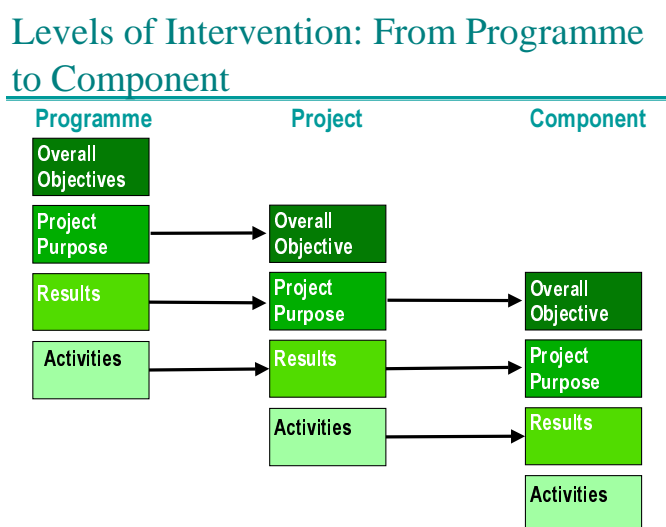 Levels of Intervention: From Programme
to Component
Programme
Project
Component
Overall
Objectives
Project
Purpose
Results
Activities
Overall
Objective
Project
Purpose
Results
Activities
Overall
Objective
Project
Purpose
Results
Activities